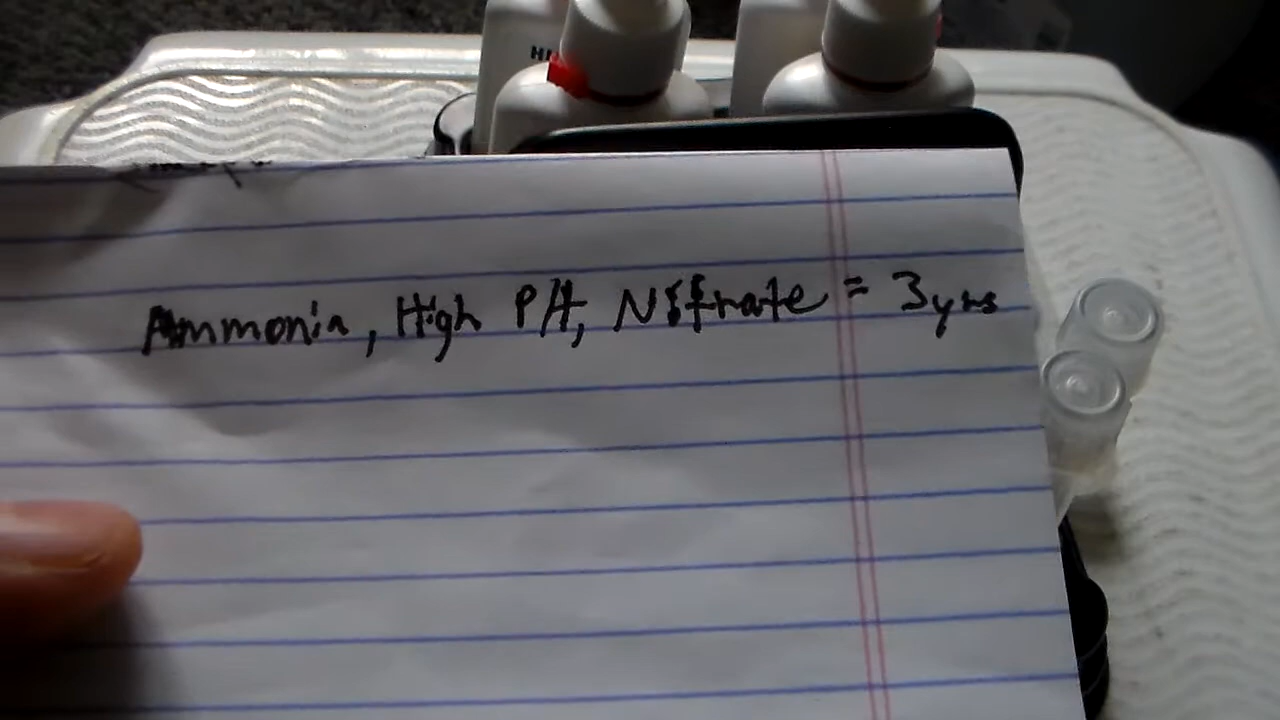 Ammonia, High PH, Nitrate = 3yrs